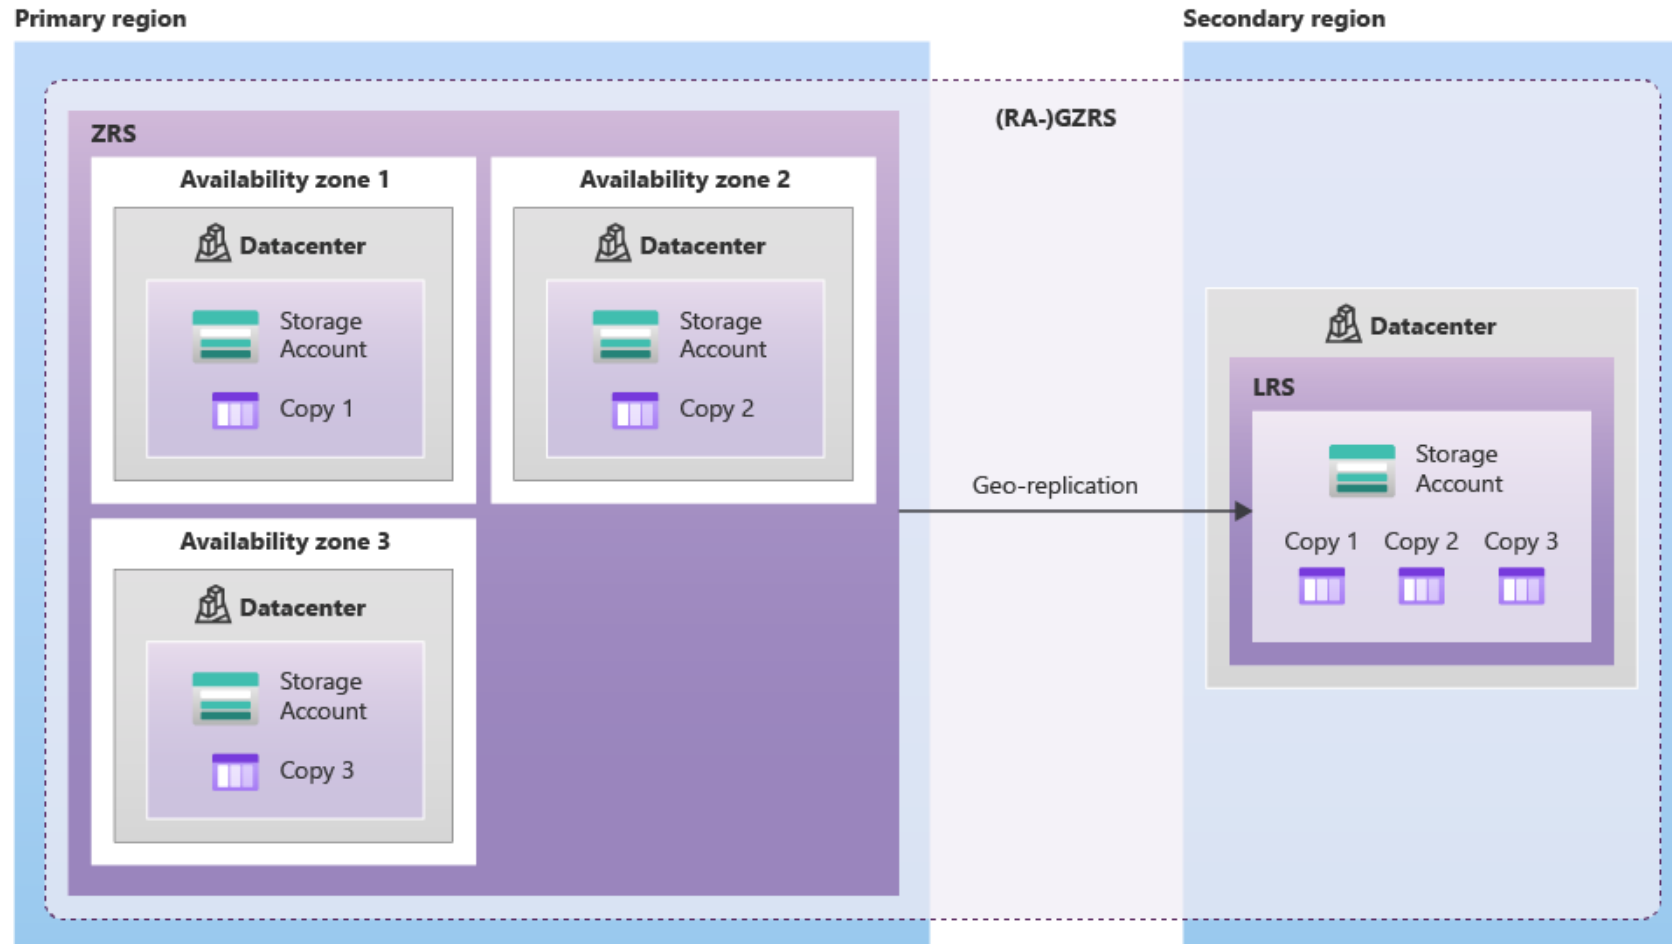 Primary region
Secondary region
(RA-)GZRS
ZRS
Availability zone 1
Datacenter
Storage
Account
Copy 1
Availability zone 2
Datacenter
Storage
Account
Copy 2
Availability zone 3
Datacenter
Storage
Account
Copy 3
Geo-replication
Datacenter
LRS
Storage
Account
Copy 1 Copy 2 Copy 3